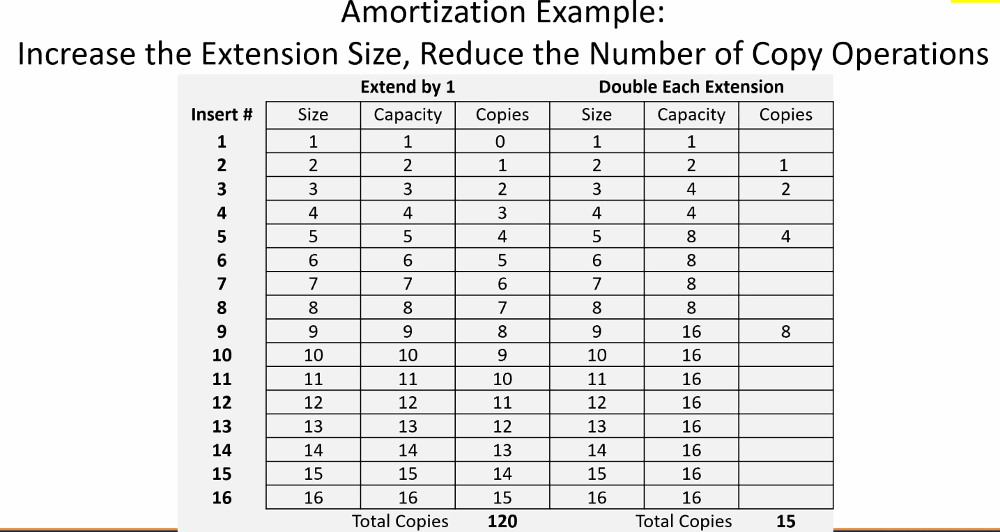 Amortization Example:
Increase the Extension Size, Reduce the Number of Copy Operations
Extend by 1 Double Each Extension
Insert # Size Capacity Copies Size Capacity Copies
1 1 1 0 1 1
2 2 2 1 2 2 1
3 3 3 2 3 4 2
4 4 4 3 4 4
5 5 5 4 5 8 4
6 6 6 5 6 8
7 7 7 6 7 8
8 8 8 7 8 8
9 9 9 8 9 16 8
10 10 10 9 10 16
11 11 11 10 11 16
12 12 12 11 12 16
13 13 13 12 13 16
14 14 14 13 14 16
15 15 15 14 15 16
16 16 16 15 16 16
Total Copies 120 Total Copies 15